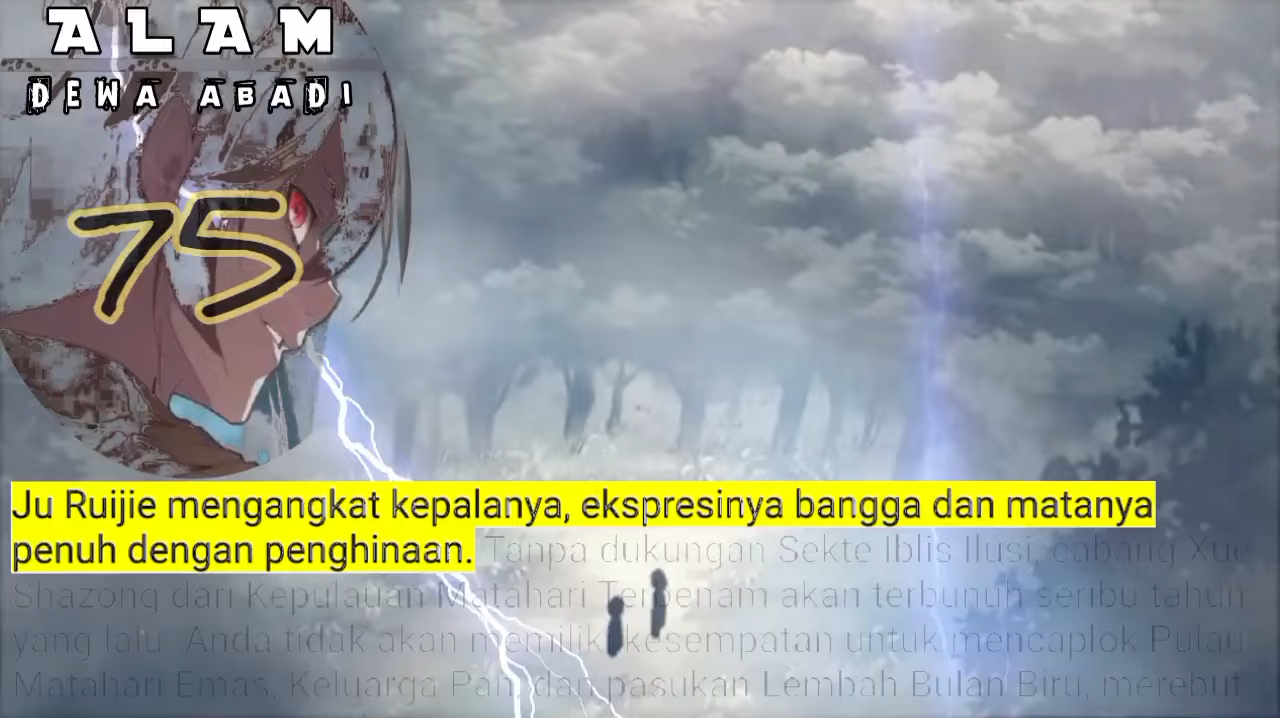 ALAM
DEWA ABADI
75
Ju Ruijie mengangkat kepalanya, ekspresinya bangga dan matanya
penuh dengan penghinaan. Tanpa dukungan Sekte Iblis Ilusi, cabang Xue
Shazong dari Kepulauan Matahari Terbenam akan terbunuh seribu tahun
yang lalu. Anda tidak akan memiliki kesempatan untuk mencaplok Pulau
Matahari Emas, Keluarga Pan, dan pasukan Lembah Bulan Biru, merebut